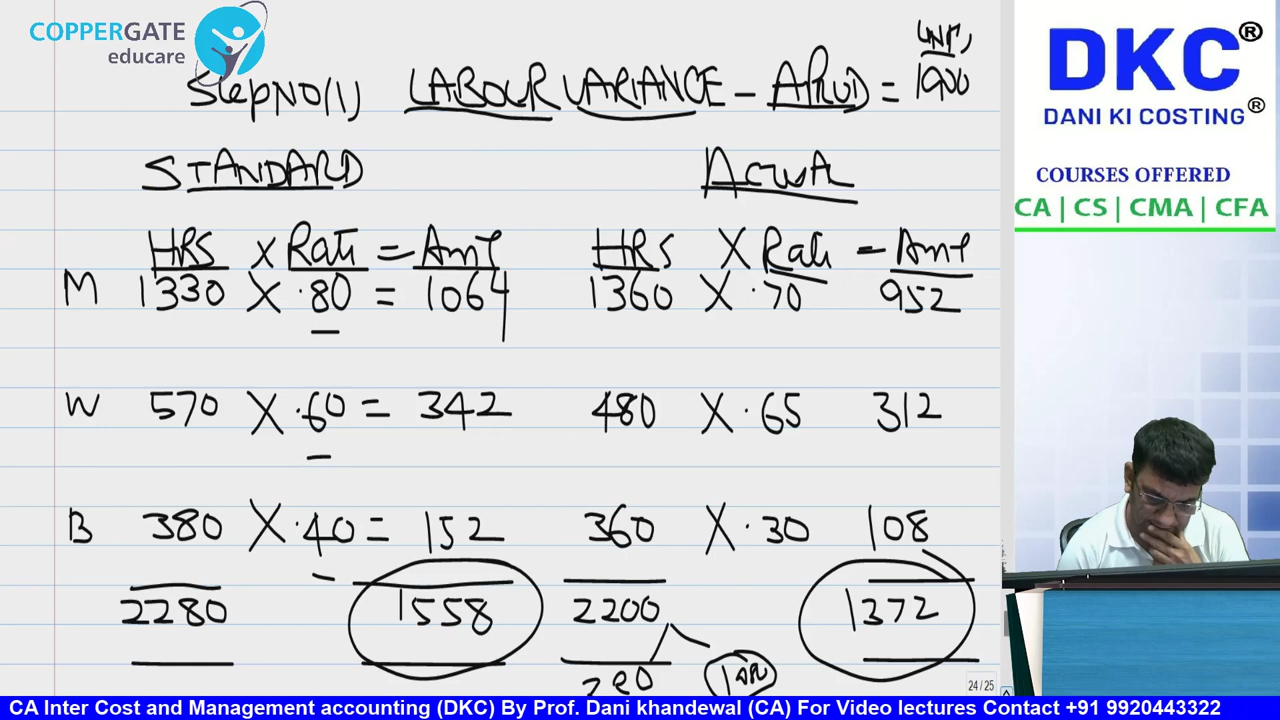 COPPERGATE
educare
Step NO(1) LABOUR VARIANCE - APROD = 1900
STANDARD
HRS X Rate = Amt
M 1330 X .80 = 1064
W 570 X .60 = 342
B 380 X .40 = 152
2280 1558
ACTUAL
HRS X Rate = Amt
1360 X .70 952
480 X .65 312
360 X .30 108
2200 1372
280
24 / 25
DKC®
DANI KI COSTING®
COURSES OFFERED
CA | CS | CMA | CFA
CA Inter Cost and Management accounting (DKC) By Prof. Dani khandewal (CA) For Video lectures Contact +91 9920443322